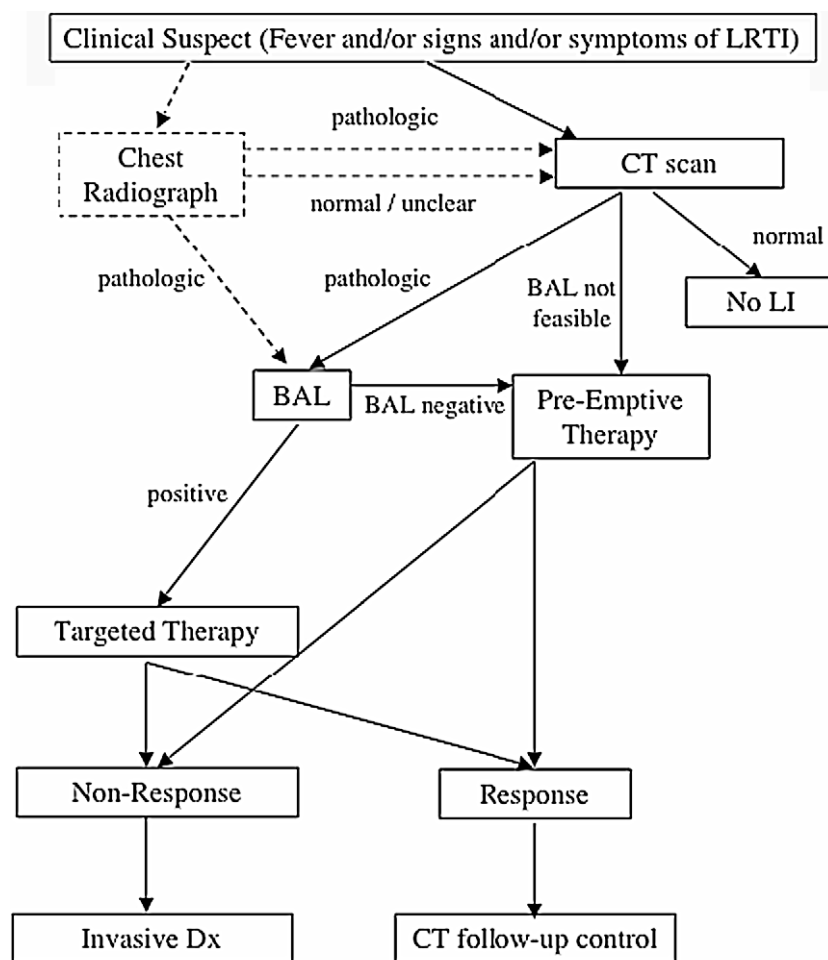 Clinical Suspect (Fever and/or signs and/or symptoms of LRTI)
pathologic
Chest
Radiograph
CT scan
normal / unclear
normal
pathologic
pathologic
BAL not
feasible
No LI
BAL
BAL negative
Pre-Emptive
Therapy
positive
Targeted Therapy
Non-Response
Response
Invasive Dx
CT follow-up control